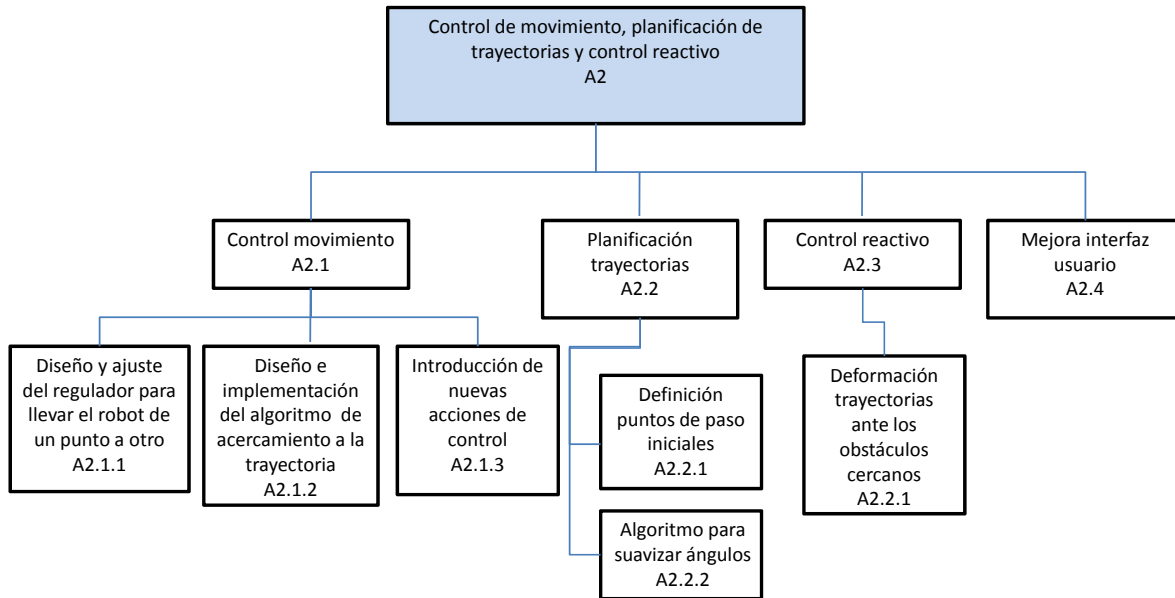 Control de movimiento, planificación de
trayectorias y control reactivo
A2
Control movimiento
A2.1
Planificación
trayectorias
A2.2
Control reactivo
A2.3
Mejora interfaz
usuario
A2.4
Diseño y ajuste
del regulador para
llevar el robot de
un punto a otro
A2.1.1
Diseño e
implementación
del algoritmo de
acercamiento a la
trayectoria
A2.1.2
Introducción de
nuevas
acciones de
control
A2.1.3
Definición
puntos de paso
iniciales
A2.2.1
Algoritmo para
suavizar ángulos
A2.2.2
Deformación
trayectorias
ante los
obstáculos
cercanos
A2.2.1